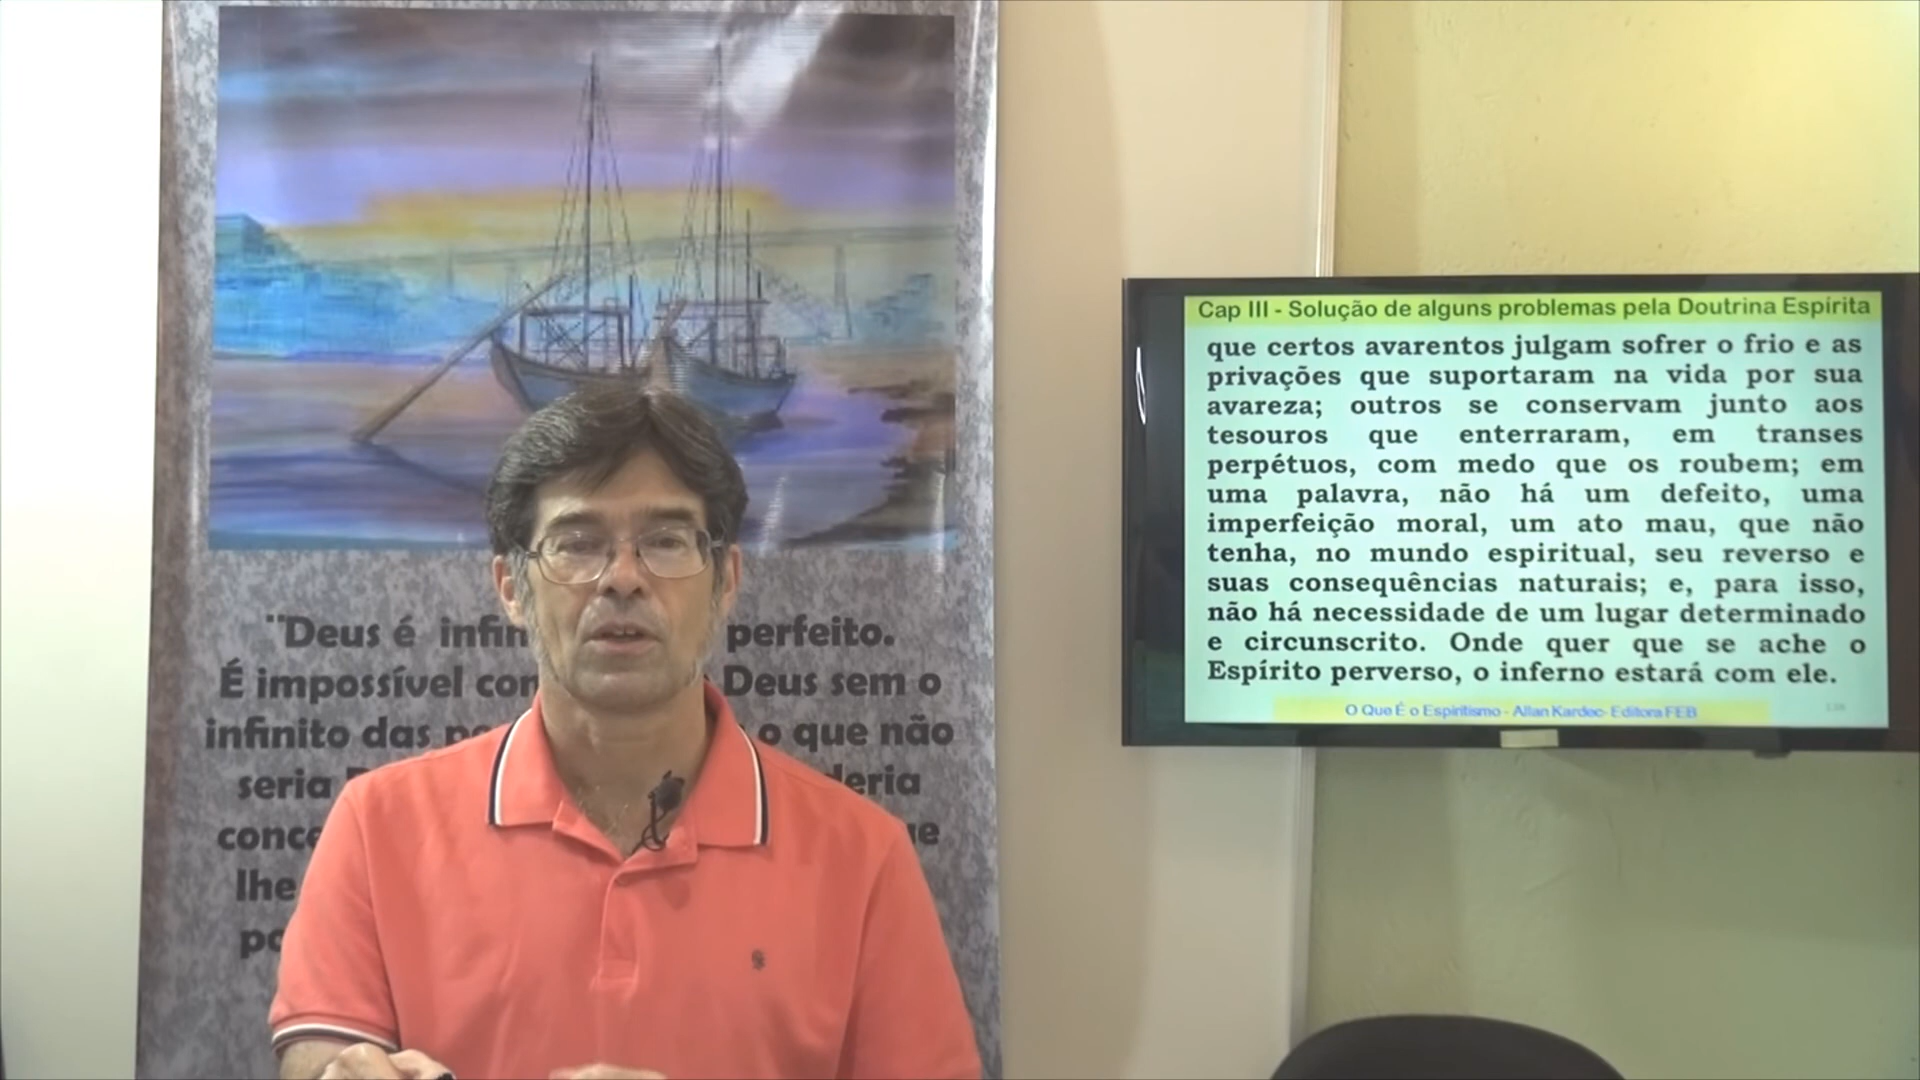 ¨Deus é infin perfeito.
É impossível con Deus sem o
infinito das o que não
seria deria
conce
lhe
Cap III - Solução de alguns problemas pela Doutrina Espírita
que certos avarentos julgam sofrer o frio e as
privações que suportaram na vida por sua
avareza; outros se conservam junto aos
tesouros que enterraram, em transes
perpétuos, com medo que os roubem; em
uma palavra, não há um defeito, uma
imperfeição moral, um ato mau, que não
tenha, no mundo espiritual, seu reverso e
suas consequências naturais; e, para isso,
não há necessidade de um lugar determinado
e circunscrito. Onde quer que se ache o
Espírito perverso, o inferno estará com ele.
O Que É o Espiritismo - Allan Kardec- Editora FEB